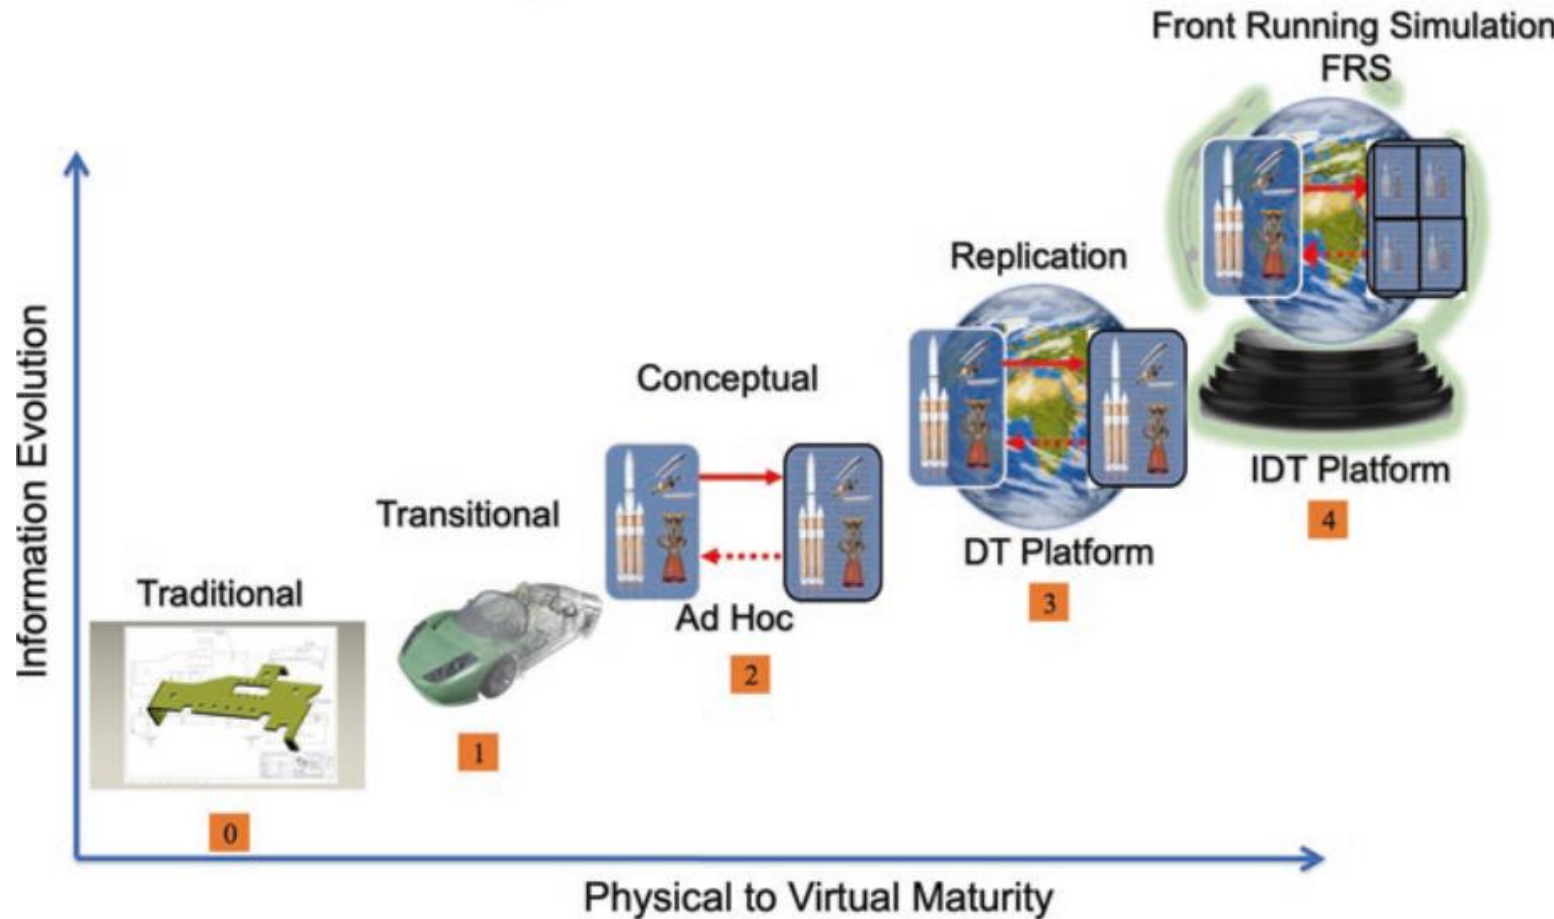 Front Running Simulation
FRS
Replication
Conceptual
Transitional
Traditional
IDT Platform
4
DT Platform
3
Ad Hoc
2
1
0
Information Evolution
Physical to Virtual Maturity